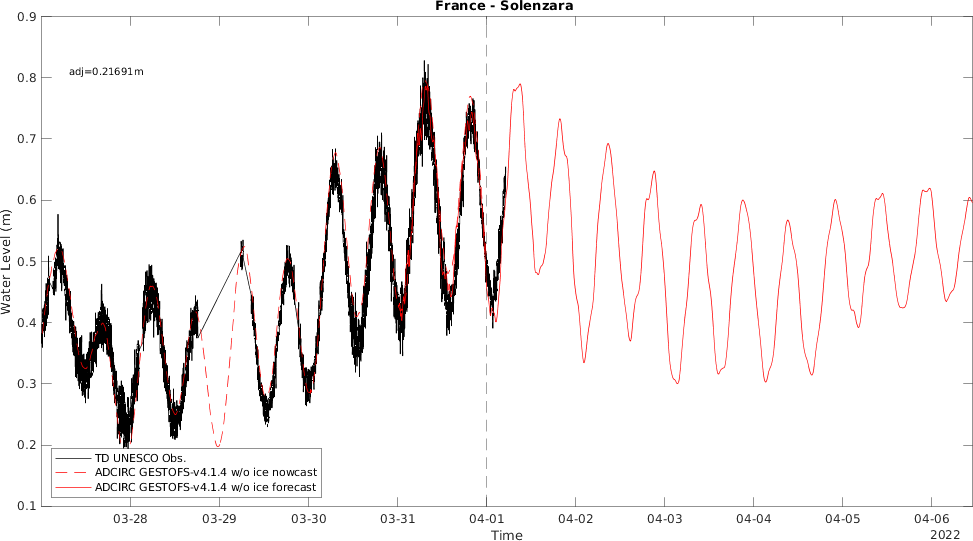 France - Solenzara
0.9
0.8
0.7
0.6
0.5
0.4
0.3
0.2
0.1
Water Level (m)
adj=0.21691m
TD UNESCO Obs.
ADCIRC GESTOFS-v4.1.4 w/o ice nowcast
ADCIRC GESTOFS-v4.1.4 w/o ice forecast
03-28 03-29 03-30 03-31 04-01 04-02 04-03 04-04 04-05 04-06
Time
2022